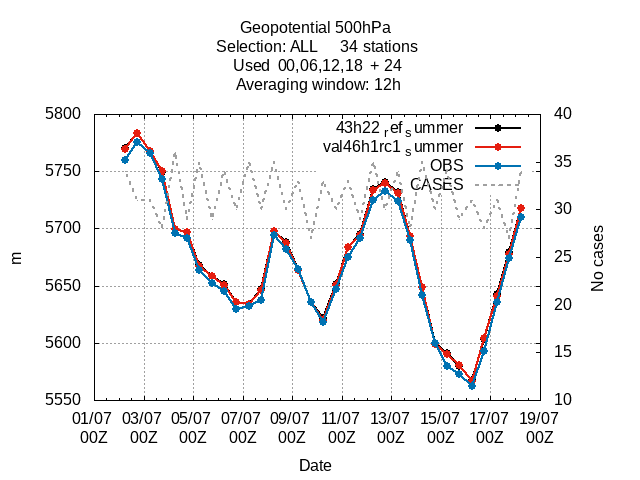 Geopotential 500hPa
Selection: ALL     34 stations
Used  00,06,12,18  + 24
Averaging window: 12h
43h22 ref summer
val46h1rc1 summer
OBS
CASES
5800
5750
5700
5650
5600
5550
m
40
35
30
25
20
15
10
No cases
01/07 03/07 05/07 07/07 09/07 11/07 13/07 15/07 17/07 19/07
00Z 00Z 00Z 00Z 00Z 00Z 00Z 00Z 00Z 00Z
Date